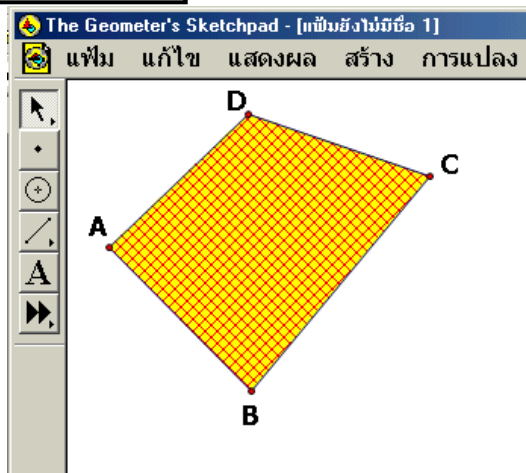 The Geometer's Sketchpad - [แฟ้มยังไม่มีชื่อ 1]
แฟ้ม แก้ไข แสดงผล สร้าง การแปลง
D
C
A
A
B